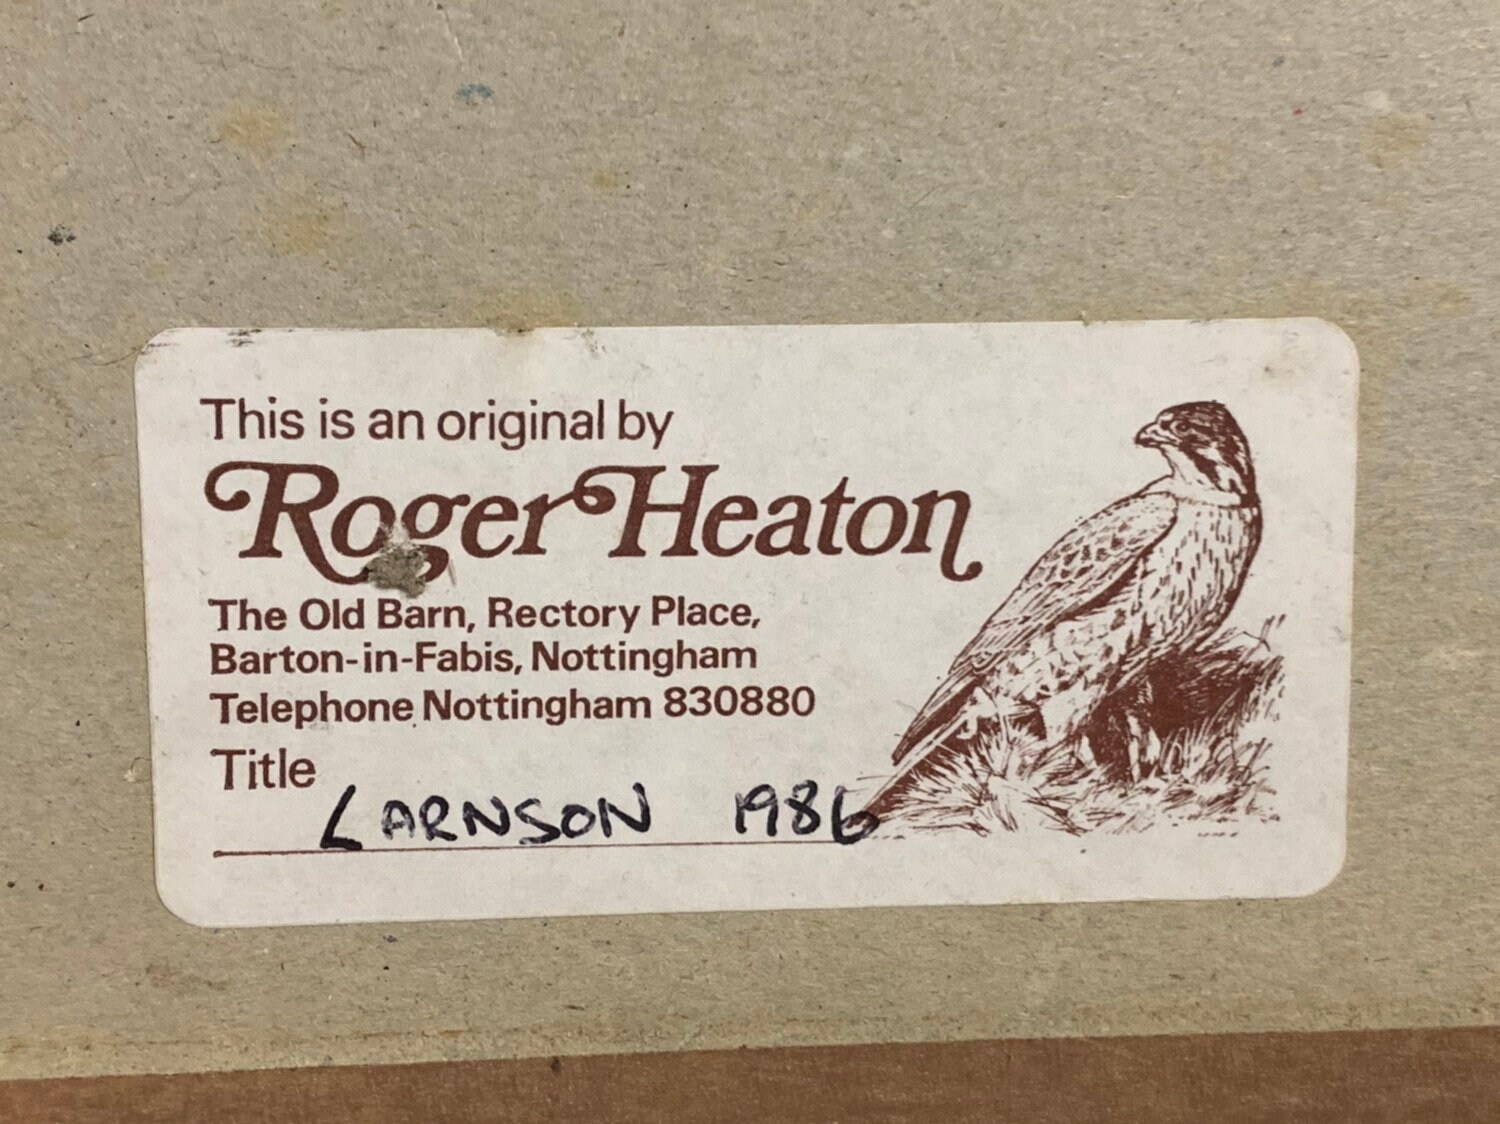 This is an original by
Roger Heaton
The Old Barn, Rectory Place,
Barton-in-Fabis, Nottingham
Telephone Nottingham 830880
Title
LARNSON 1986